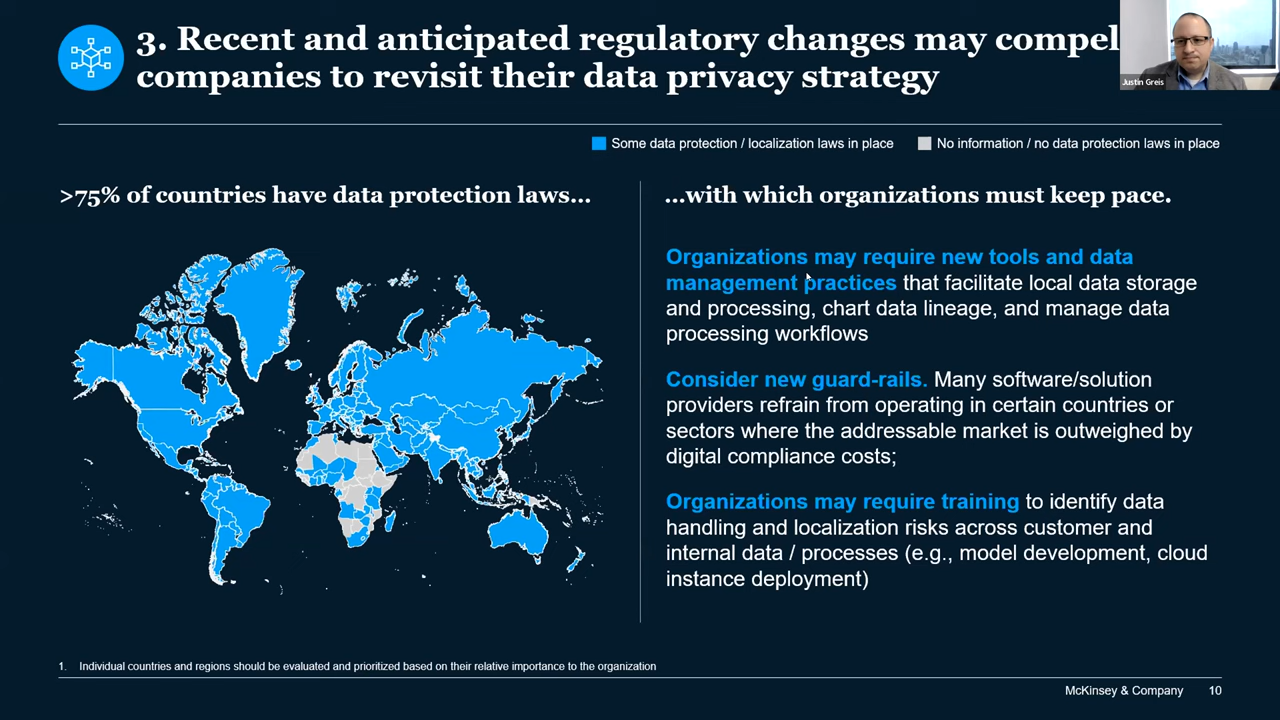 3. Recent and anticipated regulatory changes may compel
companies to revisit their data privacy strategy
Justin Greis
Some data protection / localization laws in place
No information / no data protection laws in place
>75% of countries have data protection laws...
...with which organizations must keep pace.
Organizations may require new tools and data
management practices that facilitate local data storage
and processing, chart data lineage, and manage data
processing workflows
Consider new guard-rails. Many software/solution
providers refrain from operating in certain countries or
sectors where the addressable market is outweighed by
digital compliance costs;
Organizations may require training to identify data
handling and localization risks across customer and
internal data / processes (e.g., model development, cloud
instance deployment)
1. Individual countries and regions should be evaluated and prioritized based on their relative importance to the organization
McKinsey & Company 10